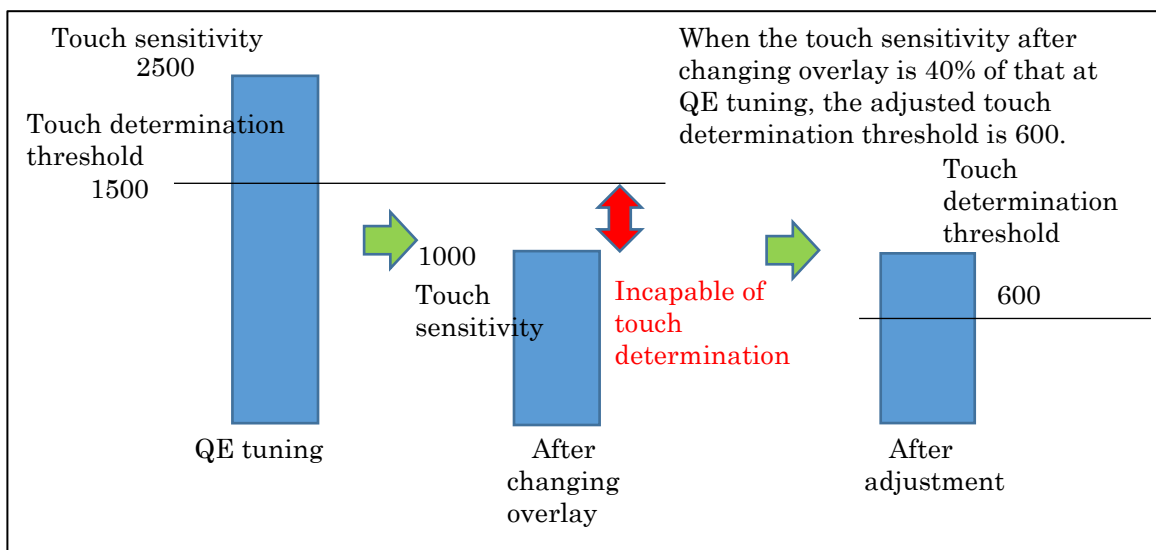 Touch sensitivity
2500
Touch determination
threshold
1500
QE tuning
1000
Touch
sensitivity
After
changing
overlay
Incapable of
touch
determination
When the touch sensitivity after
changing overlay is 40% of that at
QE tuning, the adjusted touch
determination threshold is 600.
Touch
determination
threshold
600
After
adjustment